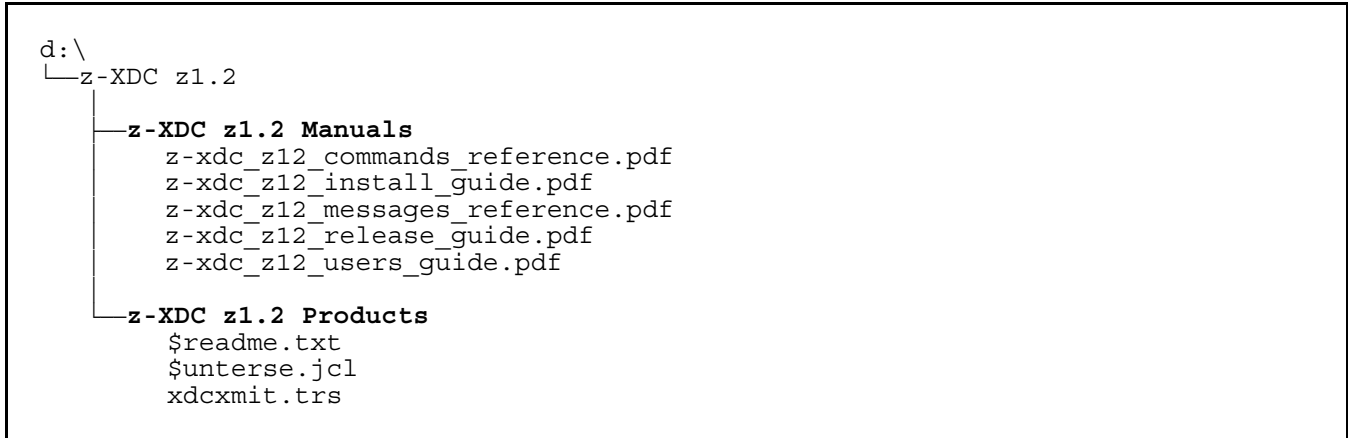 d:\
└──z-XDC z1.2
├──z-XDC z1.2 Manuals
z-xdc_z12_commands_reference.pdf
z-xdc_z12_install_guide.pdf
z-xdc_z12_messages_reference.pdf
z-xdc_z12_release_guide.pdf
z-xdc_z12_users_guide.pdf
└──z-XDC z1.2 Products
$readme.txt
$unterse.jcl
xdcxmit.trs